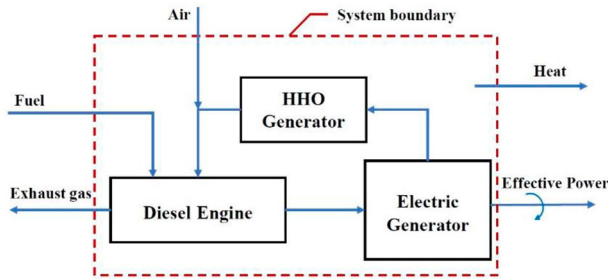 Air
System boundary
HHO
Generator
Heat
Fuel
Exhaust gas
Diesel Engine
Electric
Generator
Effective Power